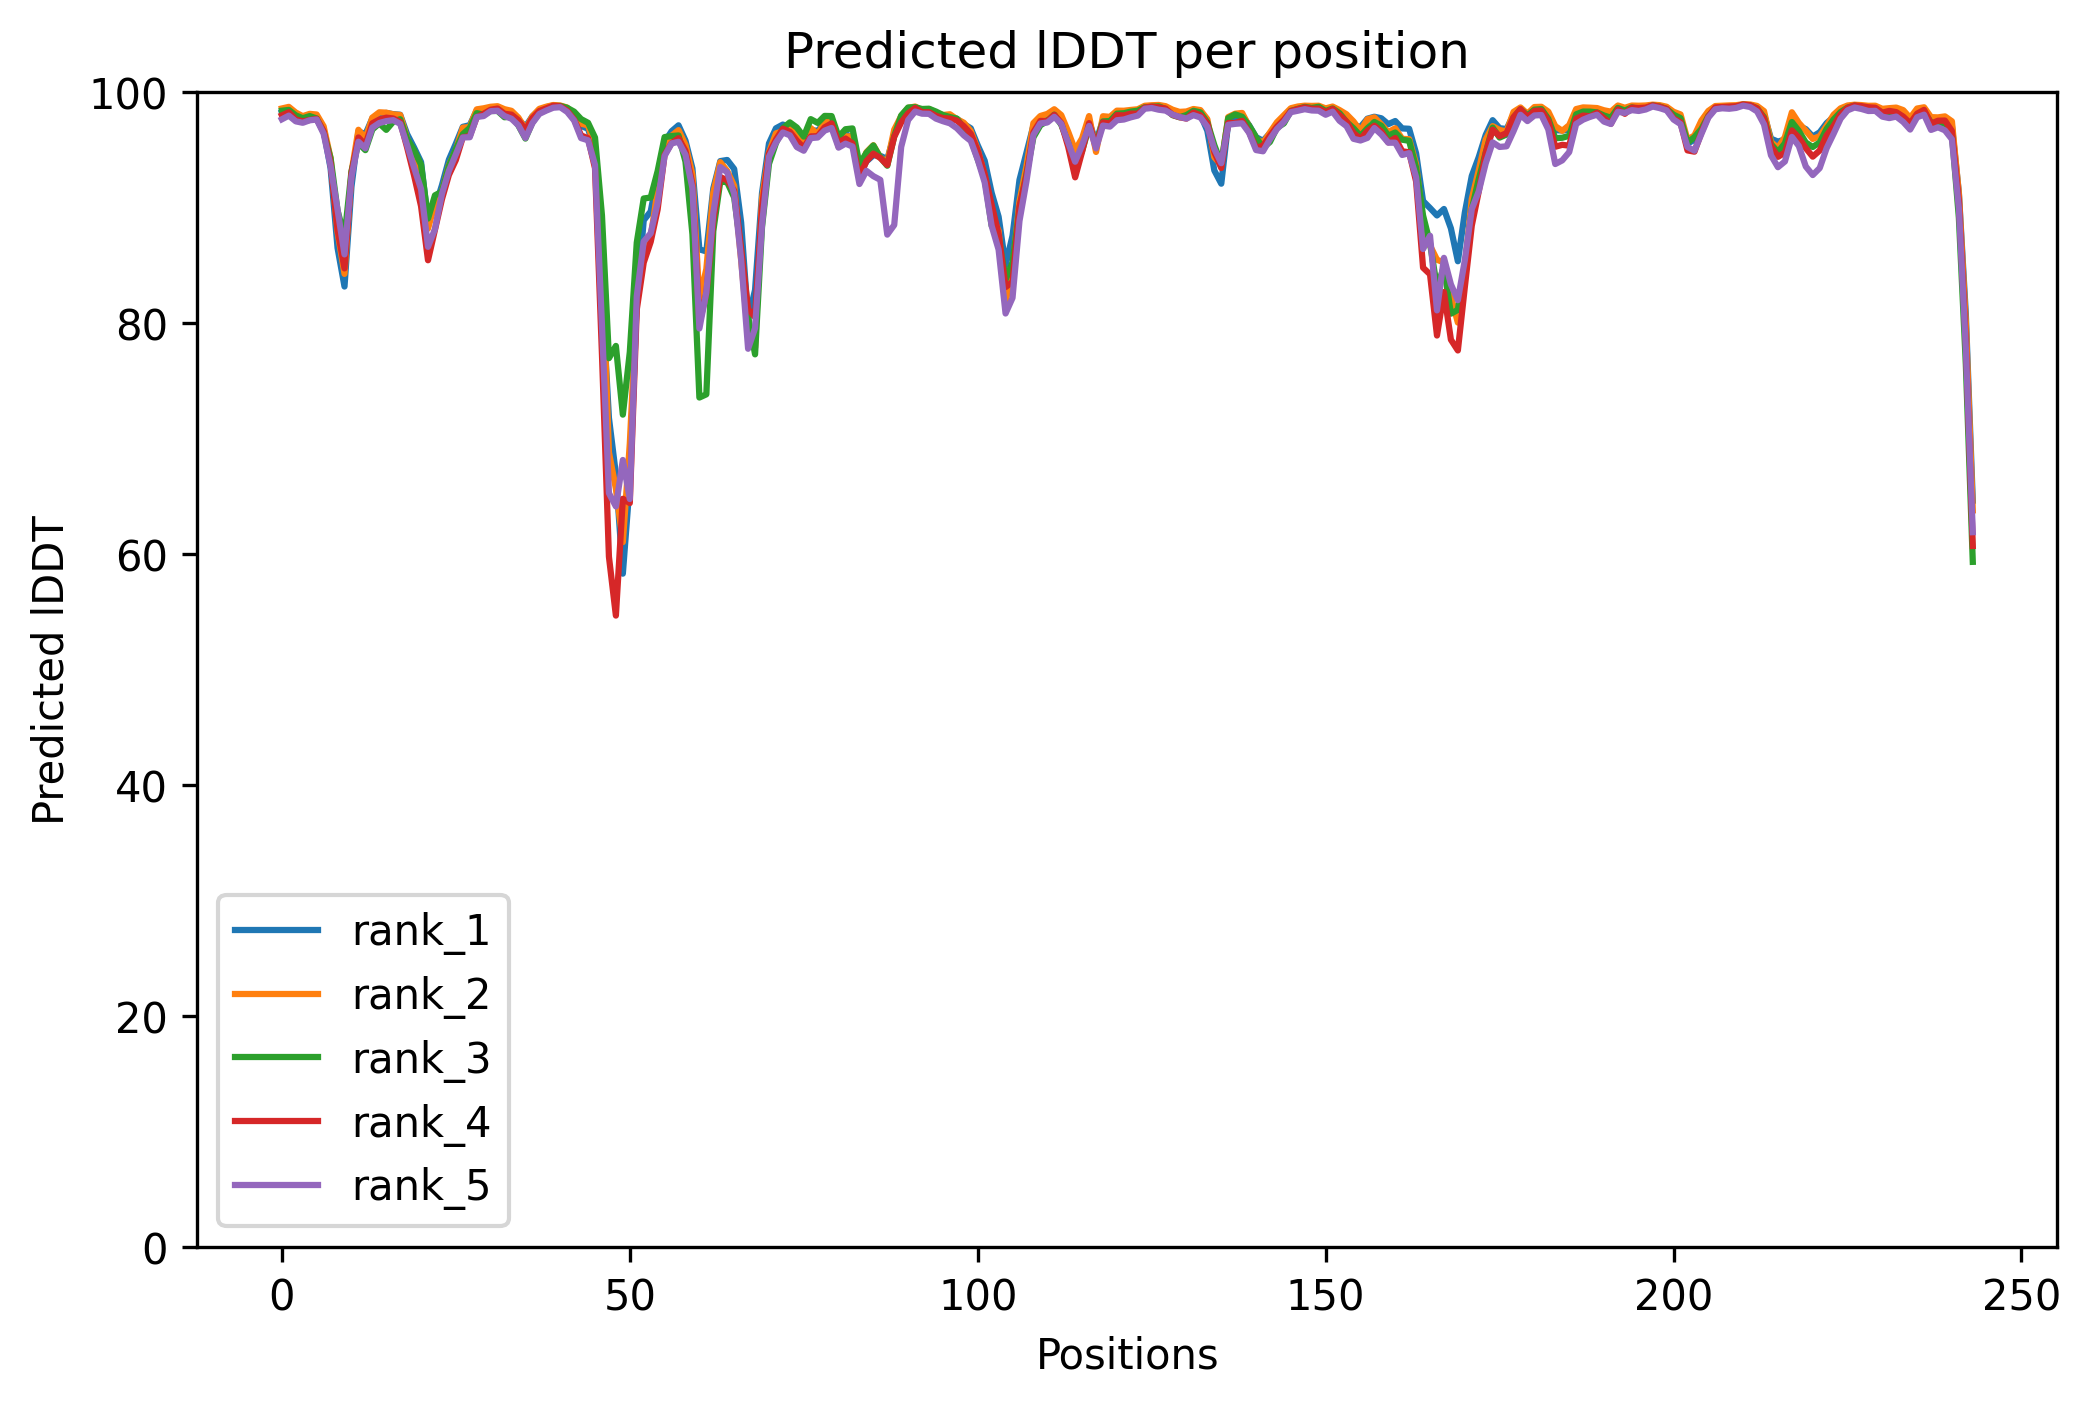 Predicted lDDT per position
100
80
60
40
20
0
Predicted lDDT
rank_1
rank_2
rank_3
rank_4
rank_5
0 50 100 150 200 250
Positions